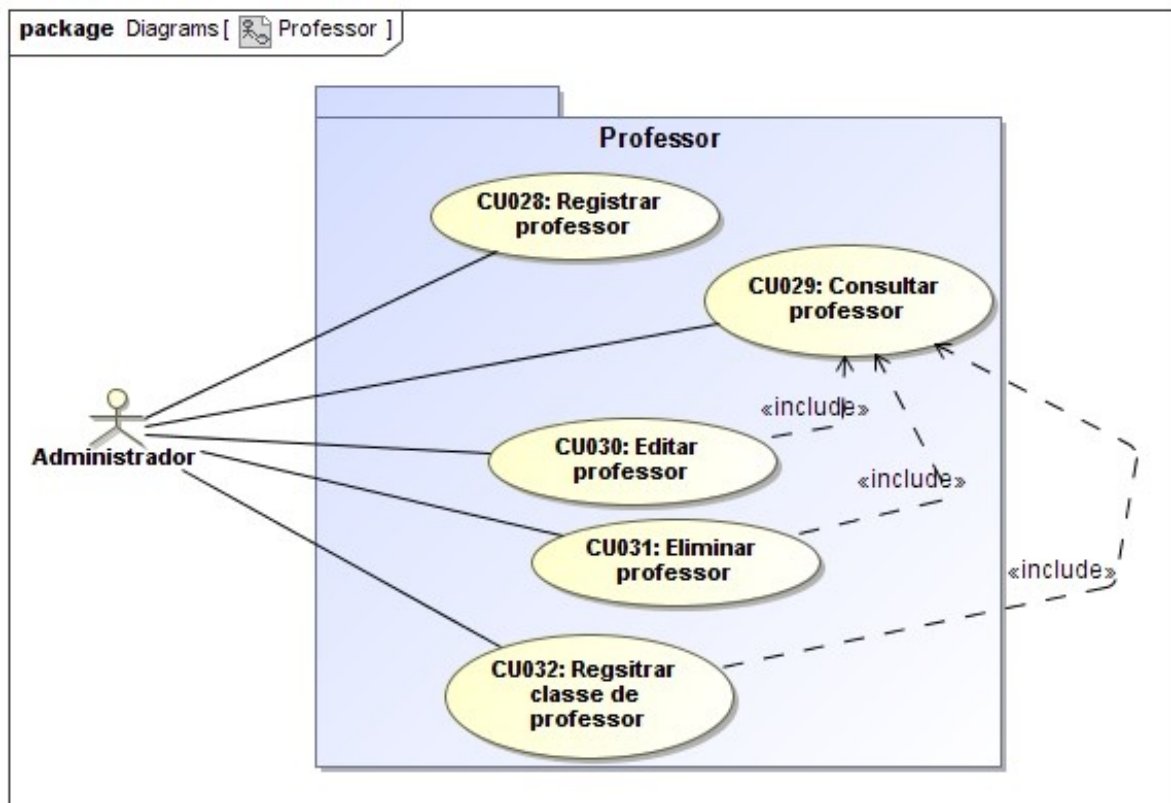 package Diagrams [ Professor ]
Professor
CU028: Registrar
professor
CU029: Consultar
professor
«include»
CU030: Editar
professor
Administrador
«include»
CU031: Eliminar
professor
«include»
CU032: Regsitrar
classe de
professor